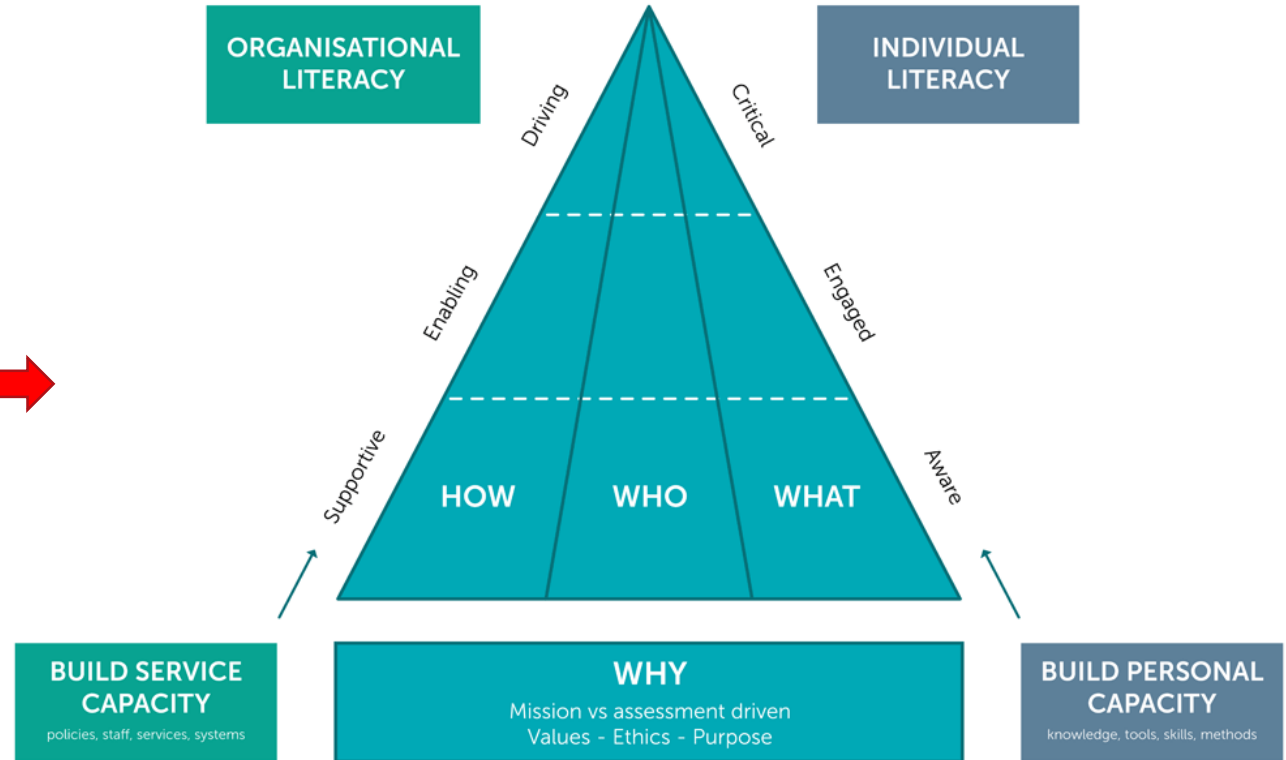 ORGANISATIONAL
LITERACY
INDIVIDUAL
LITERACY
Driving
Critical
Enabling
Engaged
Supportive
Aware
HOW
WHO
WHAT
BUILD SERVICE
CAPACITY
policies, staff, services, systems
WHY
Mission vs assessment driven
Values - Ethics - Purpose
BUILD PERSONAL
CAPACITY
knowledge, tools, skills, methods